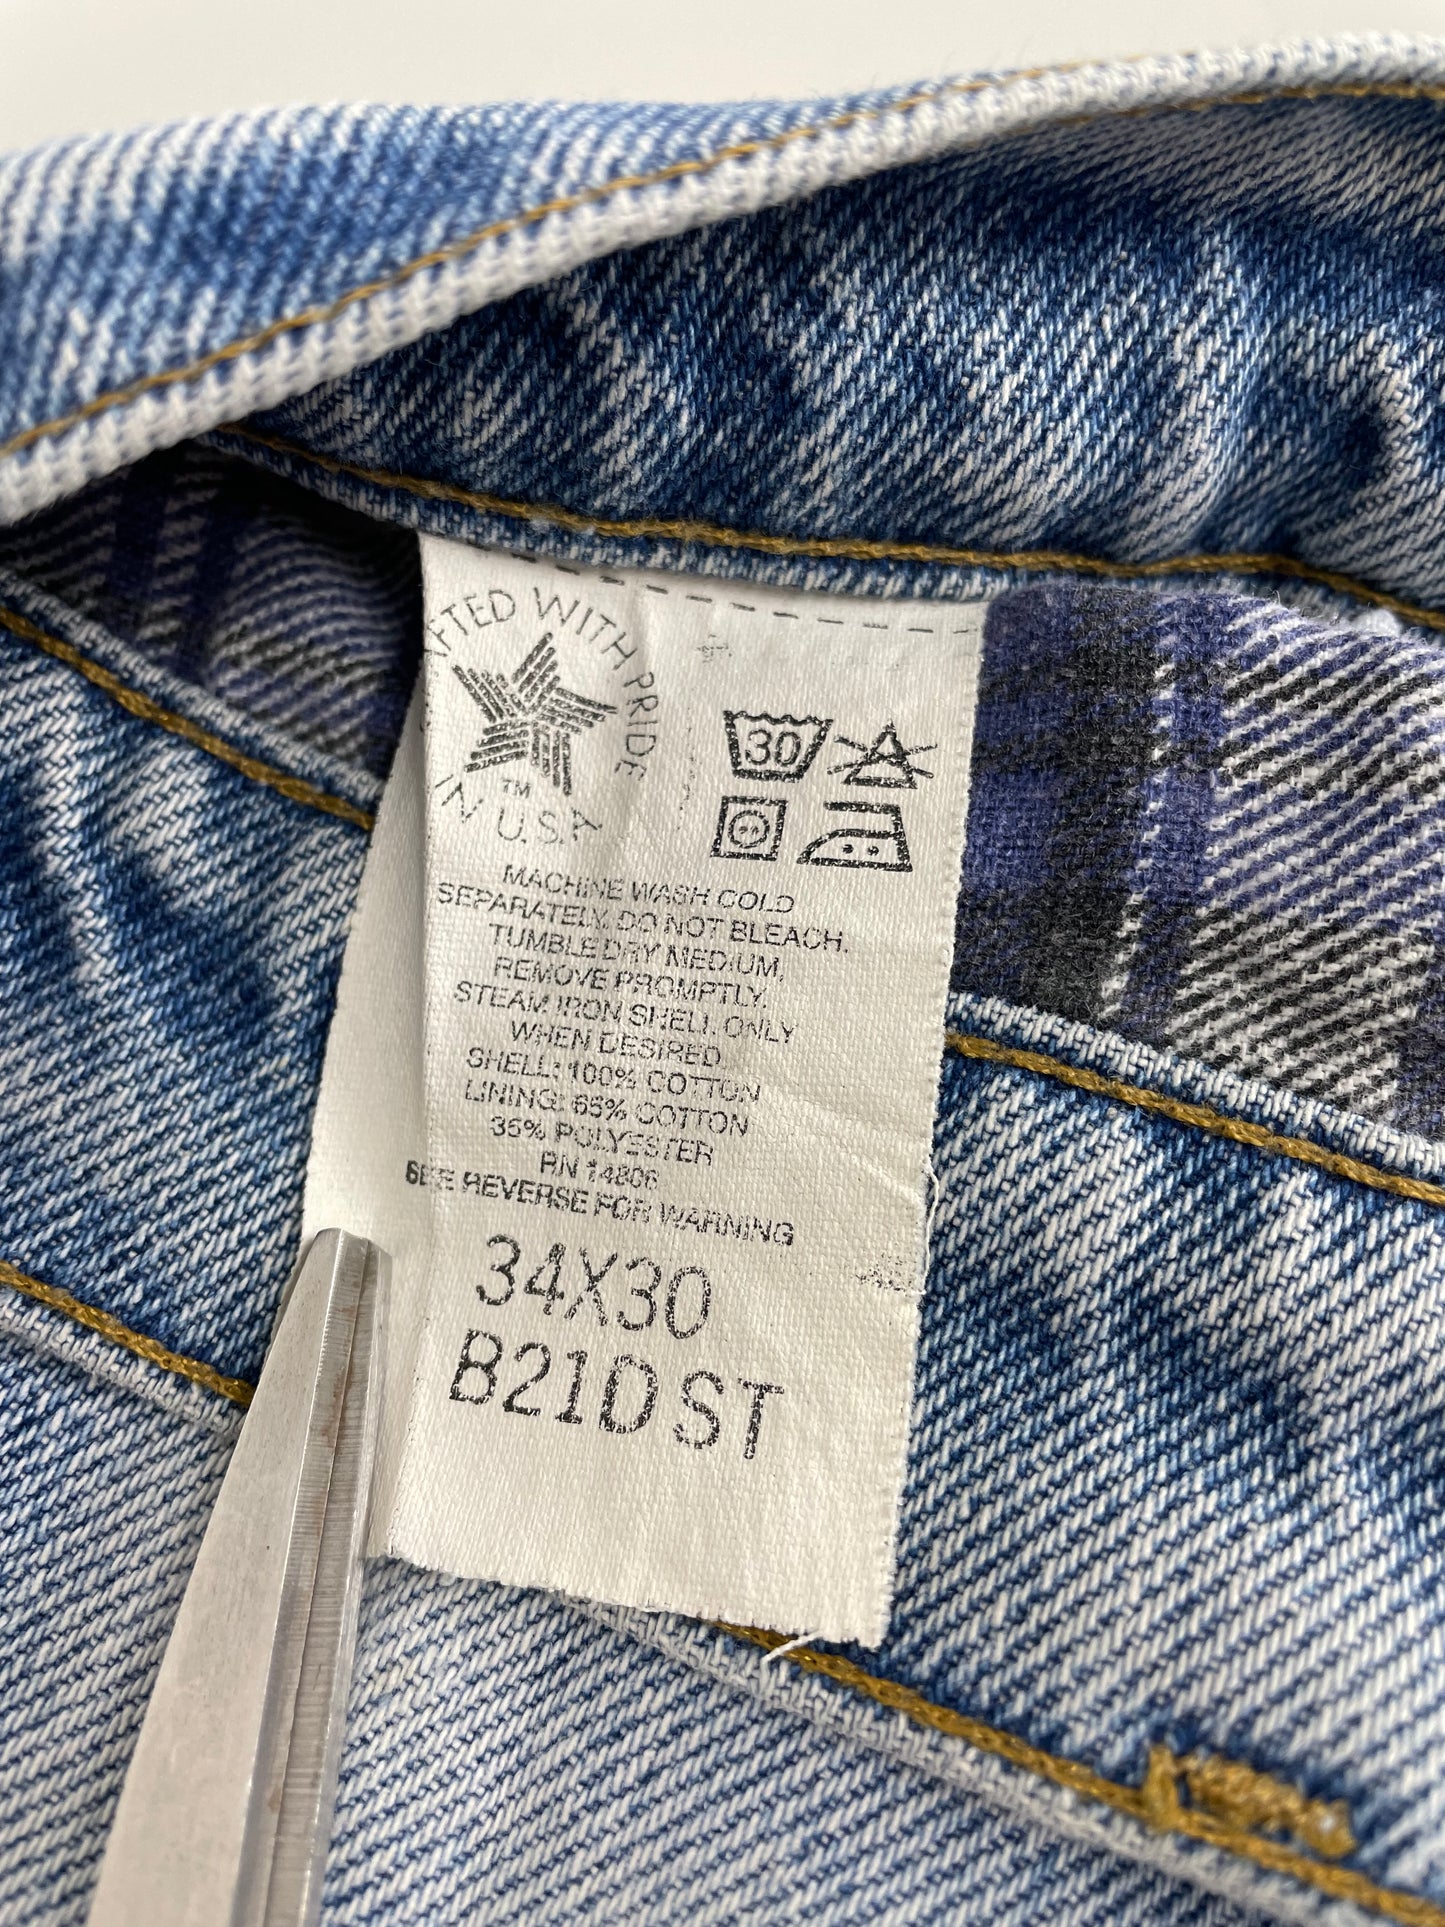 CRAFTED WITH PRIDE
IN U.S.A
TM
30
MACHINE WASH COLD
SEPARATELY. DO NOT BLEACH.
TUMBLE DRY MEDIUM,
REMOVE PROMPTLY.
STEAM IRON SHELL ONLY
WHEN DESIRED
SHELL: 100% COTTON
LINING: 65% COTTON
35% POLYESTER
RN 14806
SEE REVERSE FOR WARNING
34X30
B21D ST